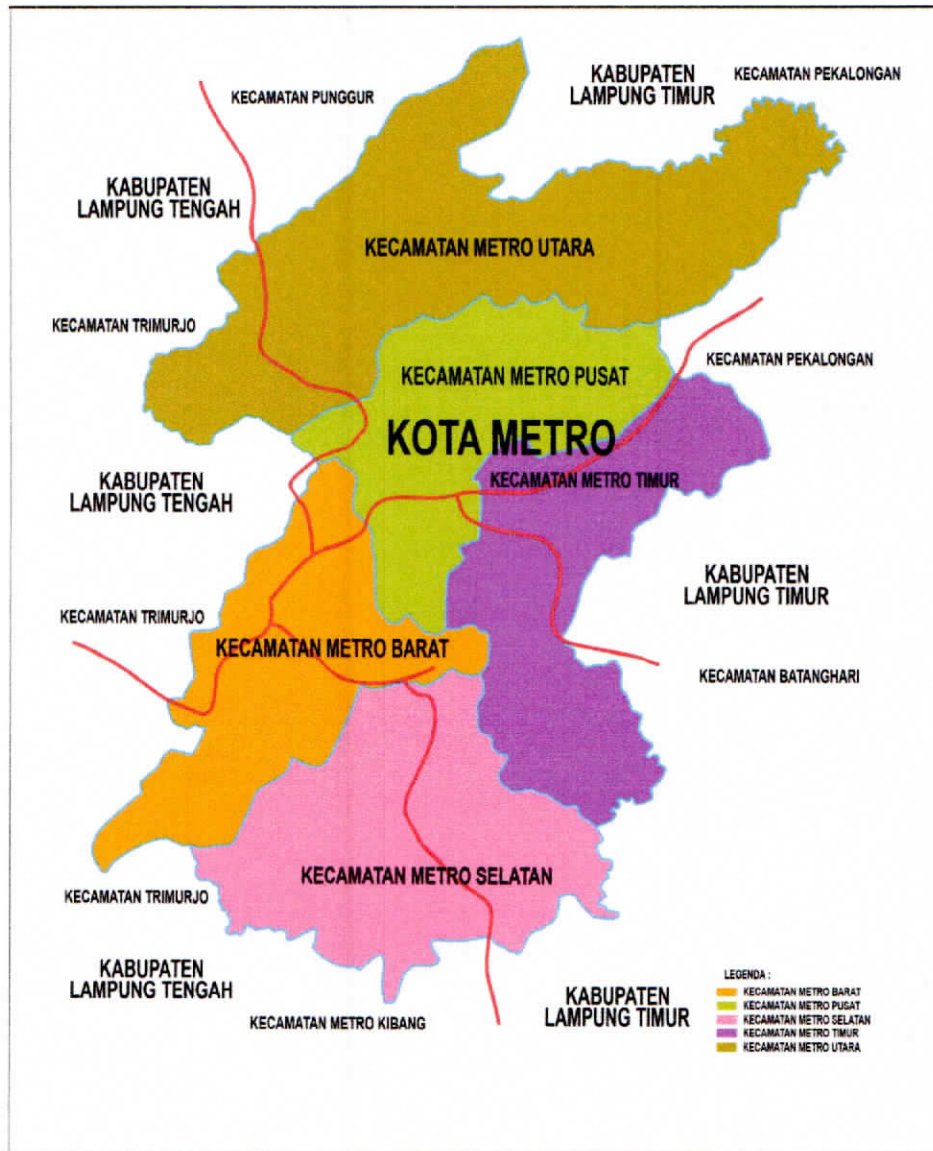 KABUPATEN
LAMPUNG TIMUR
KECAMATAN PEKALONGAN
KECAMATAN PUNGGUR
KABUPATEN
LAMPUNG TENGAH
KECAMATAN METRO UTARA
KECAMATAN TRIMURJO
KECAMATAN PEKALONGAN
KECAMATAN METRO PUSAT
KOTA METRO
KABUPATEN
LAMPUNG TENGAH
KECAMATAN METRO TIMUR
KABUPATEN
LAMPUNG TIMUR
KECAMATAN TRIMURJO
KECAMATAN METRO BARAT
KECAMATAN BATANGHARI
KECAMATAN METRO SELATAN
KECAMATAN TRIMURJO
KABUPATEN
LAMPUNG TENGAH
KABUPATEN
LAMPUNG TIMUR
KECAMATAN METRO KIBANG
LEGENDA :
KECAMATAN METRO BARAT
KECAMATAN METRO PUSAT
KECAMATAN METRO SELATAN
KECAMATAN METRO TIMUR
KECAMATAN METRO UTARA